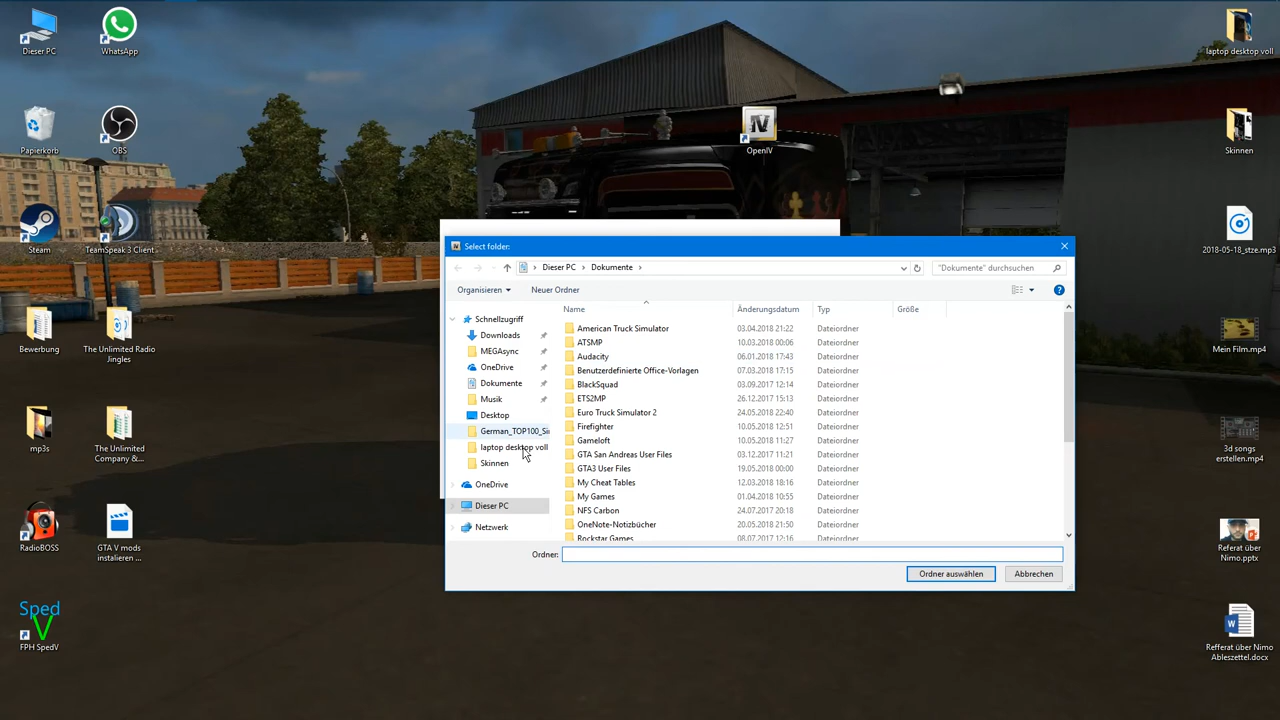 Dieser PC
WhatsApp
laptop desktop voll
Papierkorb
OBS
OpenIV
Skinnen
Steam
TeamSpeak 3 Client
2018-05-18_stze.mp3
Bewerbung
The Unlimited Radio
Jingles
Mein Film.mp4
mp3s
The Unlimited
Company &...
3d songs
erstellen.mp4
RadioBOSS
GTA V mods
instalieren ...
Referat über
Nimo.pptx
Sped
V
FPH SpedV
Refferat über Nimo
Ableszettel.docx
Select folder:
Dieser PC > Dokumente >
"Dokumente" durchsuchen
Organisieren
Neuer Ordner
Name Änderungsdatum Typ Größe
Schnellzugriff
Downloads
MEGAsync
OneDrive
Dokumente
Musik
Desktop
German_TOP100_Si
laptop desktop voll
Skinnen
OneDrive
Dieser PC
Netzwerk
American Truck Simulator 03.04.2018 21:22 Dateiordner
ATSMP 10.03.2018 00:06 Dateiordner
Audacity 06.01.2018 17:43 Dateiordner
Benutzerdefinierte Office-Vorlagen 07.03.2018 17:15 Dateiordner
BlackSquad 03.09.2017 12:14 Dateiordner
ETS2MP 26.12.2017 15:13 Dateiordner
Euro Truck Simulator 2 24.05.2018 22:40 Dateiordner
Firefighter 10.05.2018 12:51 Dateiordner
Gameloft 10.05.2018 11:27 Dateiordner
GTA San Andreas User Files 03.12.2017 11:21 Dateiordner
GTA3 User Files 19.05.2018 00:00 Dateiordner
My Cheat Tables 12.03.2018 18:16 Dateiordner
My Games 01.04.2018 10:55 Dateiordner
NFS Carbon 24.07.2017 20:18 Dateiordner
OneNote-Notizbücher 20.05.2018 21:50 Dateiordner
Rockstar Games 08.07.2017 12:16 Dateiordner
Ordner:
Ordner auswählen
Abbrechen